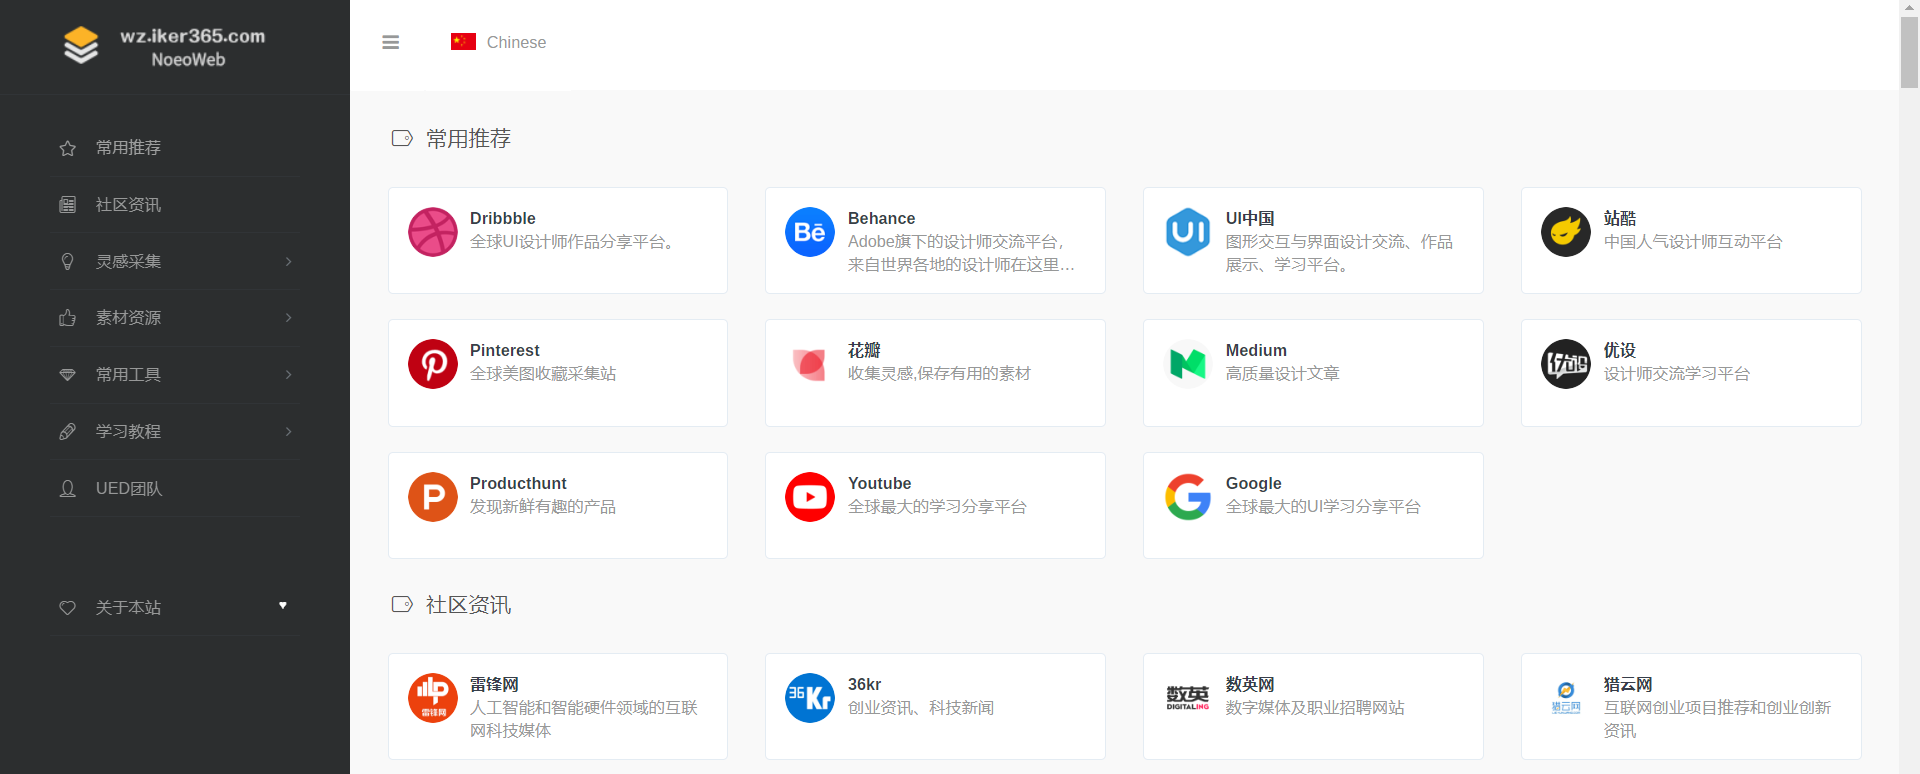 wz.iker365.com
NoeoWeb
常用推荐
社区资讯
灵感采集
素材资源
常用工具
学习教程
UED团队
关于本站
Chinese
常用推荐
Dribbble
全球UI设计师作品分享平台。
Bē
Behance
Adobe旗下的设计师交流平台，
来自世界各地的设计师在这里...
UI
UI中国
图形交互与界面设计交流、作品
展示、学习平台。
站酷
中国人气设计师互动平台
Pinterest
全球美图收藏采集站
花瓣
收集灵感,保存有用的素材
Medium
高质量设计文章
优设
优设
设计师交流学习平台
P
Producthunt
发现新鲜有趣的产品
Youtube
全球最大的学习分享平台
G
Google
全球最大的UI学习分享平台
社区资讯
雷锋网
雷锋网
人工智能和智能硬件领域的互联
网科技媒体
36Kr
36kr
创业资讯、科技新闻
数英
DIGITALING
数英网
数字媒体及职业招聘网站
猎云网
猎云网
互联网创业项目推荐和创业创新
资讯